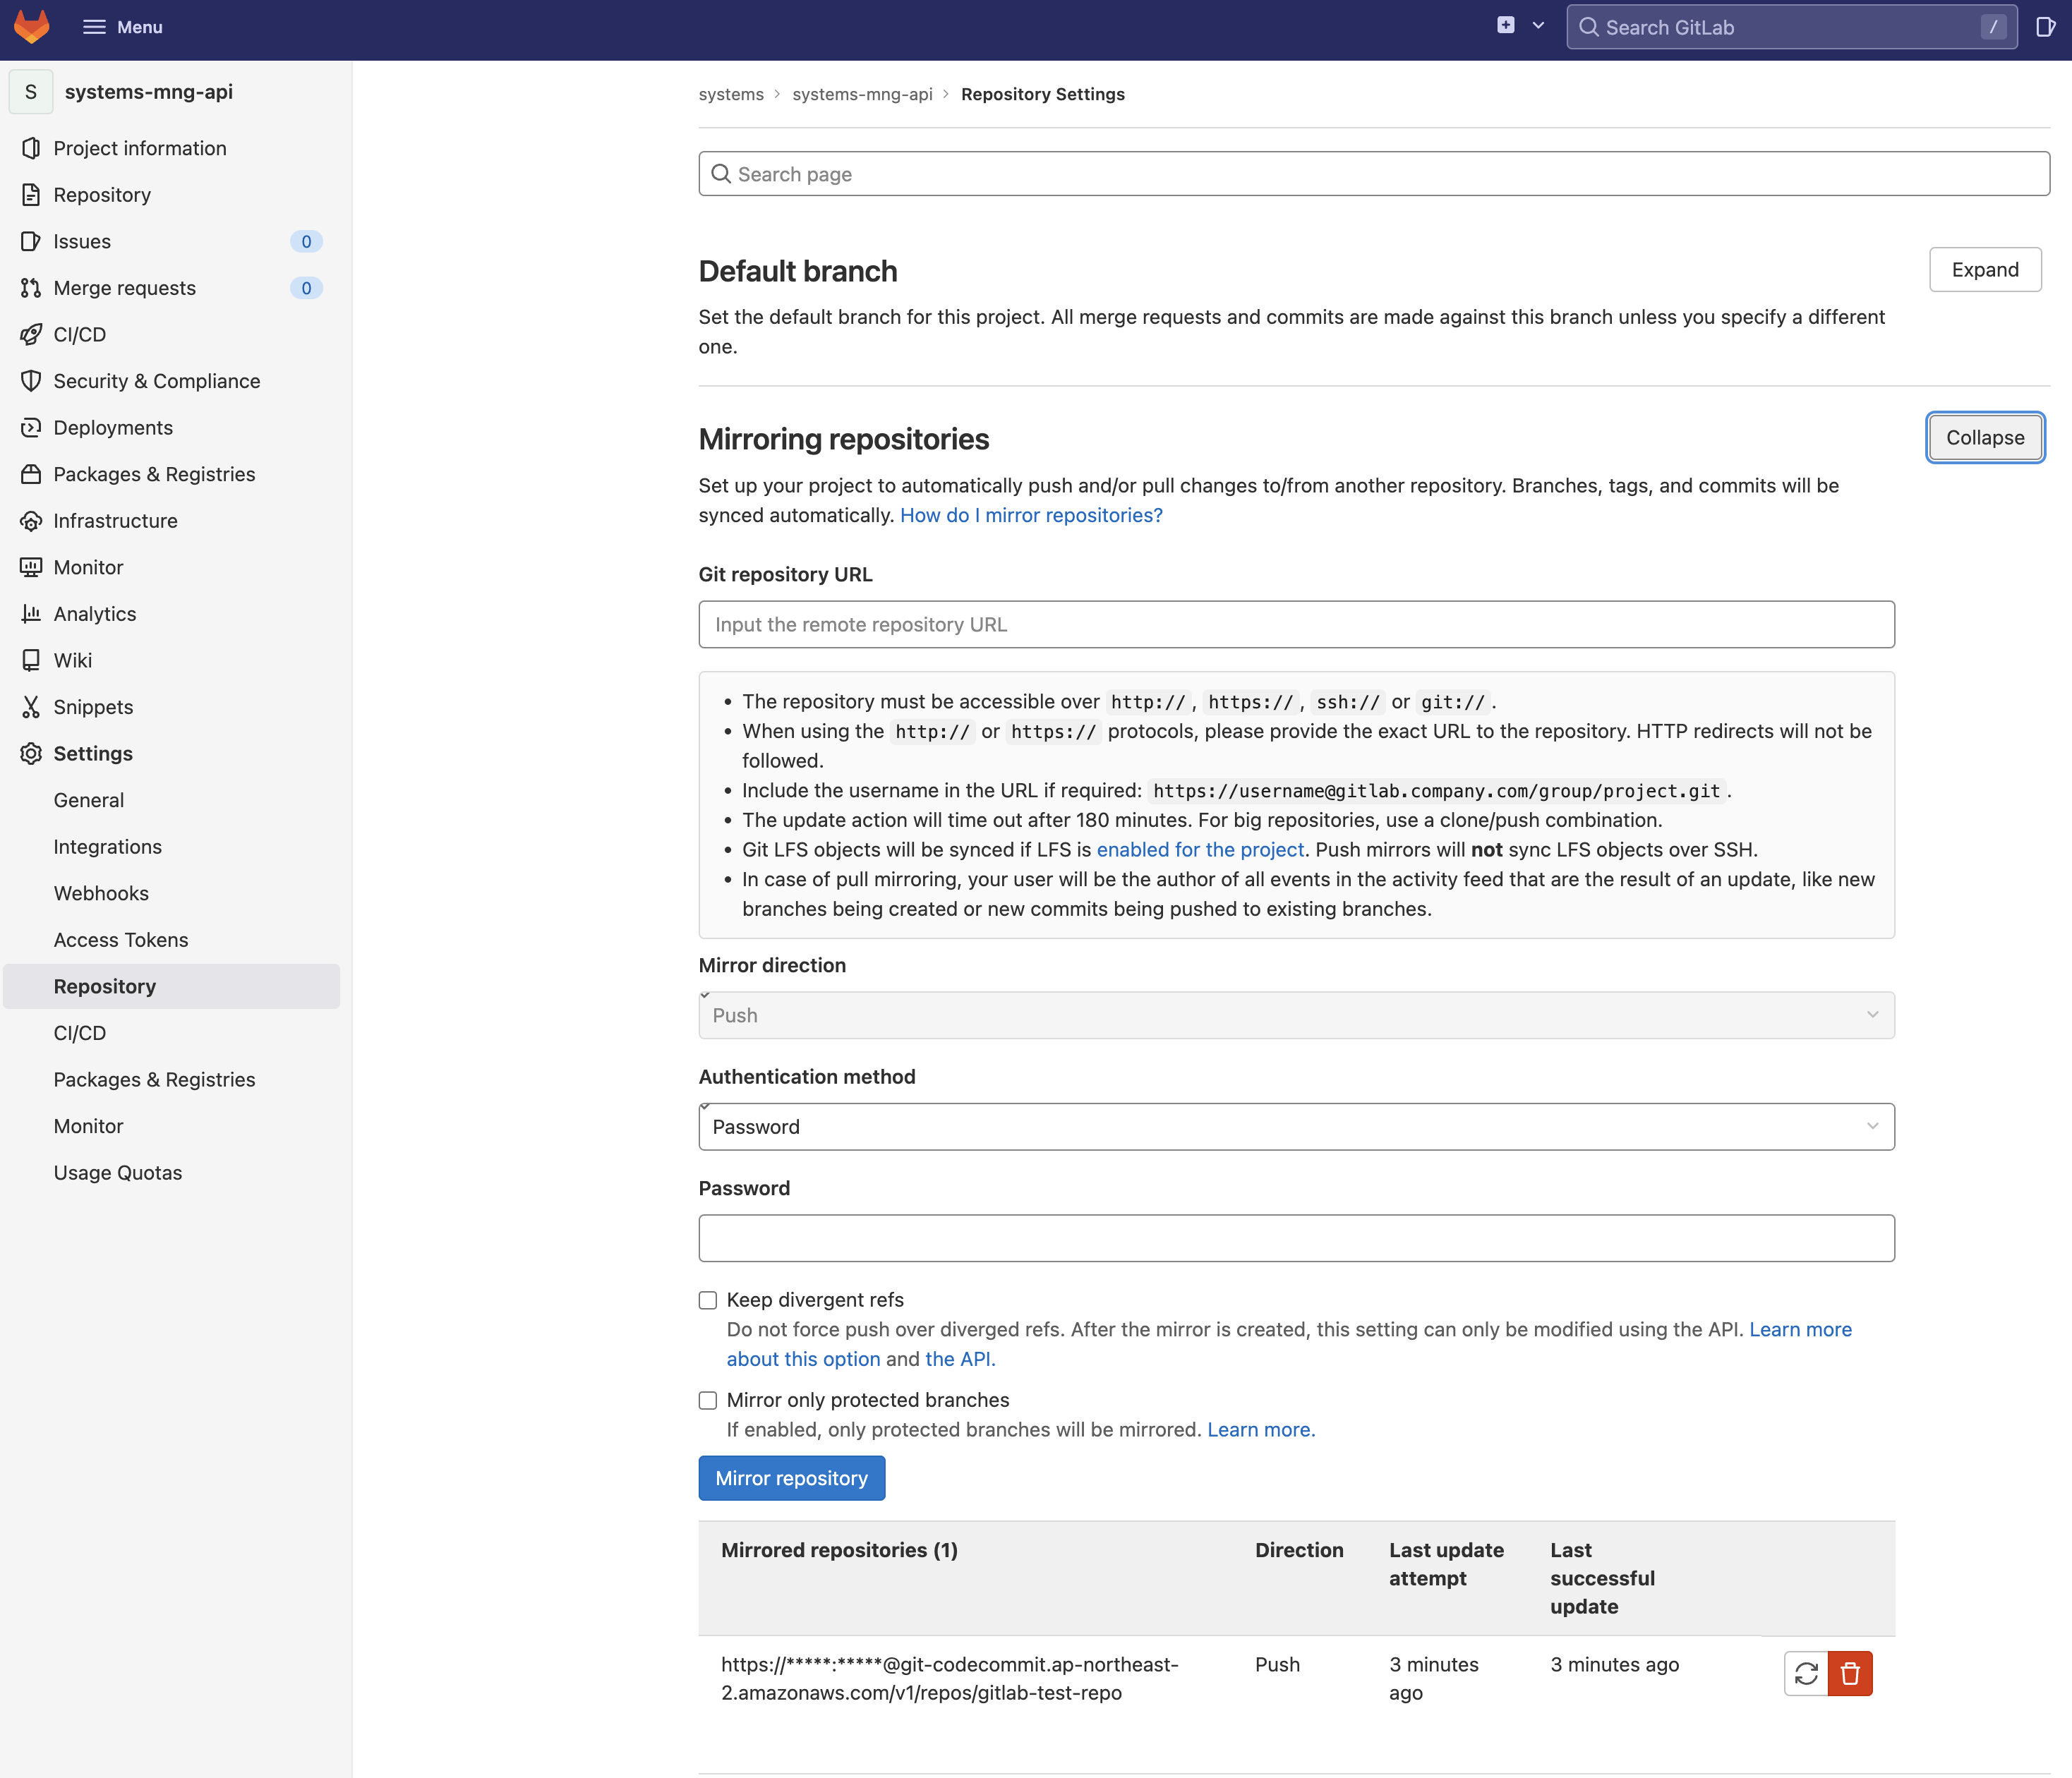 Menu
Search GitLab
/
S
systems-mng-api
Project information
Repository
Issues
0
Merge requests
0
CI/CD
Security & Compliance
Deployments
Packages & Registries
Infrastructure
Monitor
Analytics
Wiki
Snippets
Settings
General
Integrations
Webhooks
Access Tokens
Repository
CI/CD
Packages & Registries
Monitor
Usage Quotas
systems > systems-mng-api > Repository Settings
Search page
Default branch
Expand
Set the default branch for this project. All merge requests and commits are made against this branch unless you specify a different
one.
Mirroring repositories
Collapse
Set up your project to automatically push and/or pull changes to/from another repository. Branches, tags, and commits will be
synced automatically. How do I mirror repositories?
Git repository URL
Input the remote repository URL
• The repository must be accessible over http://, https://, ssh:// or git://.
• When using the http:// or https:// protocols, please provide the exact URL to the repository. HTTP redirects will not be
followed.
• Include the username in the URL if required: https://username@gitlab.company.com/group/project.git.
• The update action will time out after 180 minutes. For big repositories, use a clone/push combination.
• Git LFS objects will be synced if LFS is enabled for the project. Push mirrors will not sync LFS objects over SSH.
• In case of pull mirroring, your user will be the author of all events in the activity feed that are the result of an update, like new
branches being created or new commits being pushed to existing branches.
Mirror direction
Push
Authentication method
Password
Password
Keep divergent refs
Do not force push over diverged refs. After the mirror is created, this setting can only be modified using the API. Learn more
about this option and the API.
Mirror only protected branches
If enabled, only protected branches will be mirrored. Learn more.
Mirror repository
Mirrored repositories (1)
Direction
Last update
attempt
Last
successful
update
https://*****:*****@git-codecommit.ap-northeast-
2.amazonaws.com/v1/repos/gitlab-test-repo
Push
3 minutes
ago
3 minutes ago